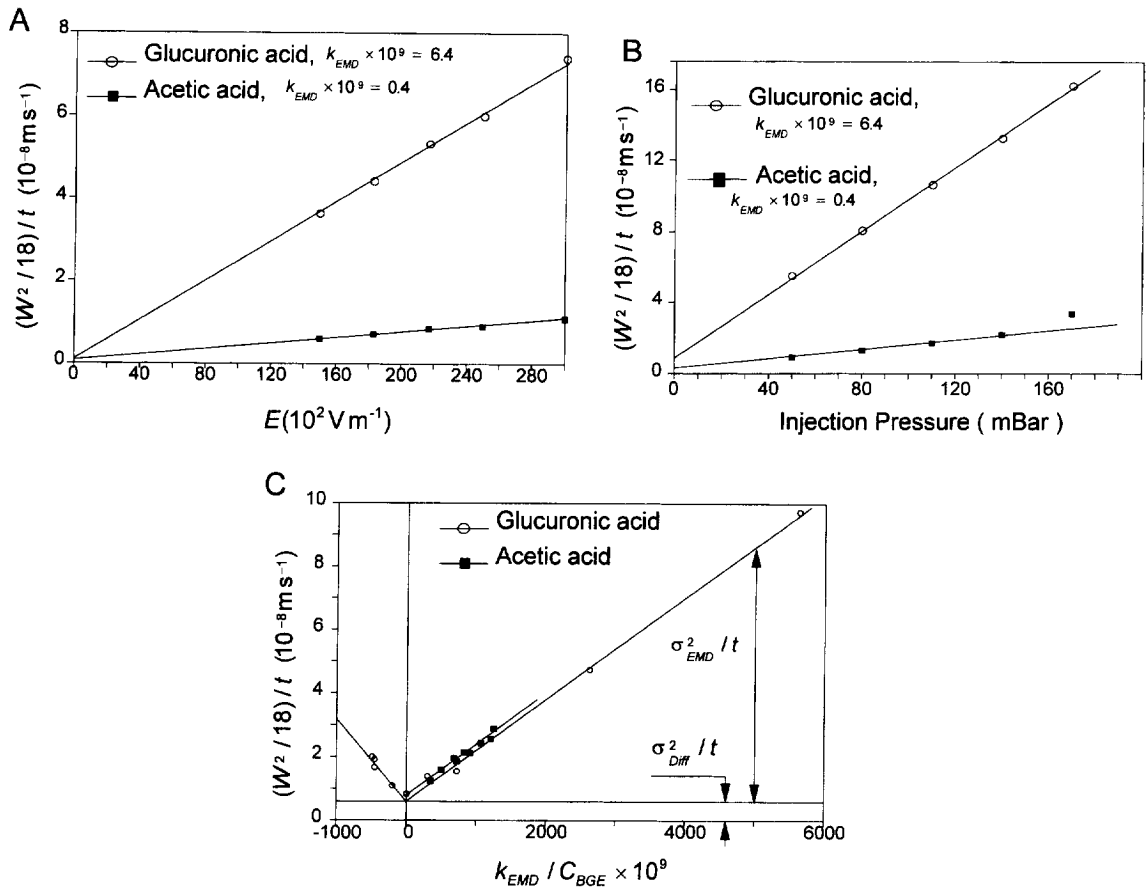 A
8
6
4
2
0
(W² / 18) / t (10⁻⁸ms⁻¹)
Glucuronic acid, k_EMD × 10⁹ = 6.4
Acetic acid, k_EMD × 10⁹ = 0.4
0 40 80 120 160 200 240 280
E(10² V m⁻¹)
B
16
12
8
4
0
(W² / 18) / t (10⁻⁸ms⁻¹)
Glucuronic acid,
k_EMD × 10⁹ = 6.4
Acetic acid,
k_EMD × 10⁹ = 0.4
0 40 80 120 160
Injection Pressure ( mBar )
C
10
8
6
4
2
0
(W² / 18) / t (10⁻⁸ms⁻¹)
Glucuronic acid
Acetic acid
σ²_EMD / t
σ²_Diff / t
-1000 0 2000 4000 6000
k_EMD / C_BGE × 10⁹